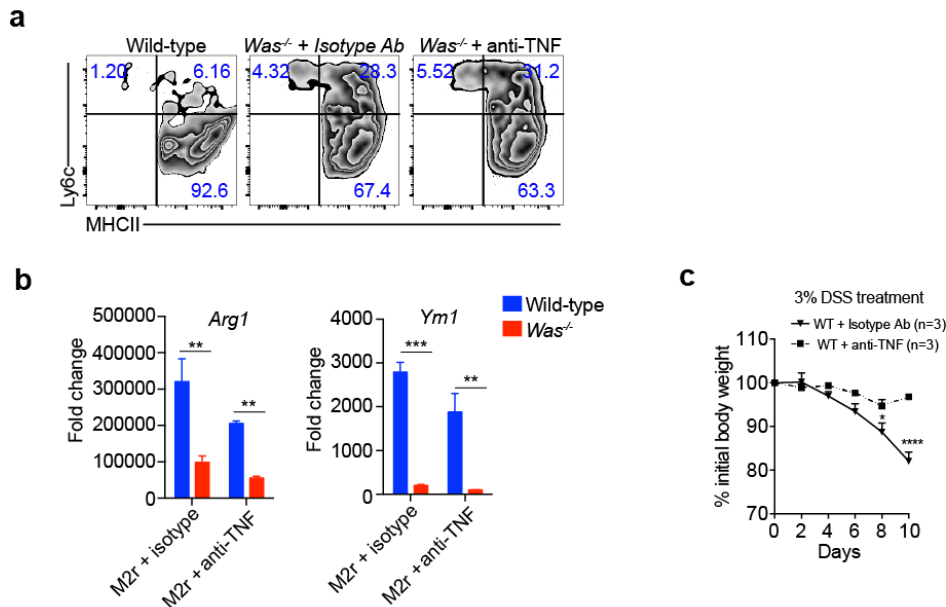 a
Wild-type
Was-/- + Isotype Ab
Was-/- + anti-TNF
1.20
6.16
4.32
28.3
5.52
31.2
92.6
67.4
63.3
Ly6c
MHCII
b
Arg1
Ym1
Wild-type
Was-/-
Fold change
500000
400000
300000
200000
100000
0
**
**
M2r + isotype
M2r + anti-TNF
Fold change
4000
3000
2000
1000
0
***
**
M2r + isotype
M2r + anti-TNF
c
3% DSS treatment
WT + Isotype Ab (n=3)
WT + anti-TNF (n=3)
% initial body weight
110
100
90
80
70
*
****
0 2 4 6 8 10
Days